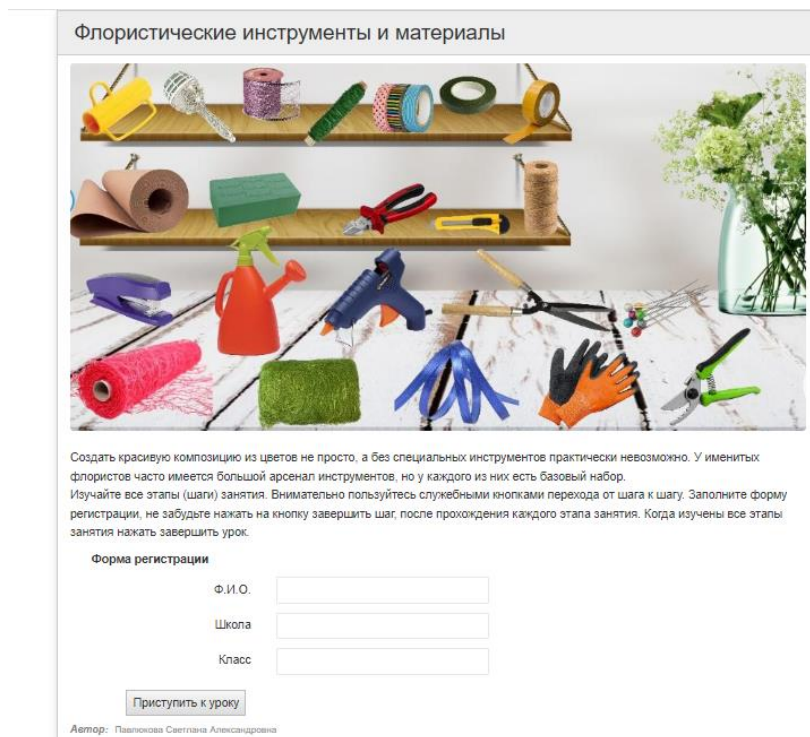 Флористические инструменты и материалы
Создать красивую композицию из цветов не просто, а без специальных инструментов практически невозможно. У именитых
флористов часто имеется большой арсенал инструментов, но у каждого из них есть базовый набор.
Изучайте все этапы (шаги) занятия. Внимательно пользуйтесь служебными кнопками перехода от шага к шагу. Заполните форму
регистрации, не забудьте нажать на кнопку завершить шаг, после прохождения каждого этапа занятия. Когда изучены все этапы
занятия нажать завершить урок.
Форма регистрации
Ф.И.О.
Школа
Класс
Приступить к уроку
Автор: Павлюкова Светлана Александровна